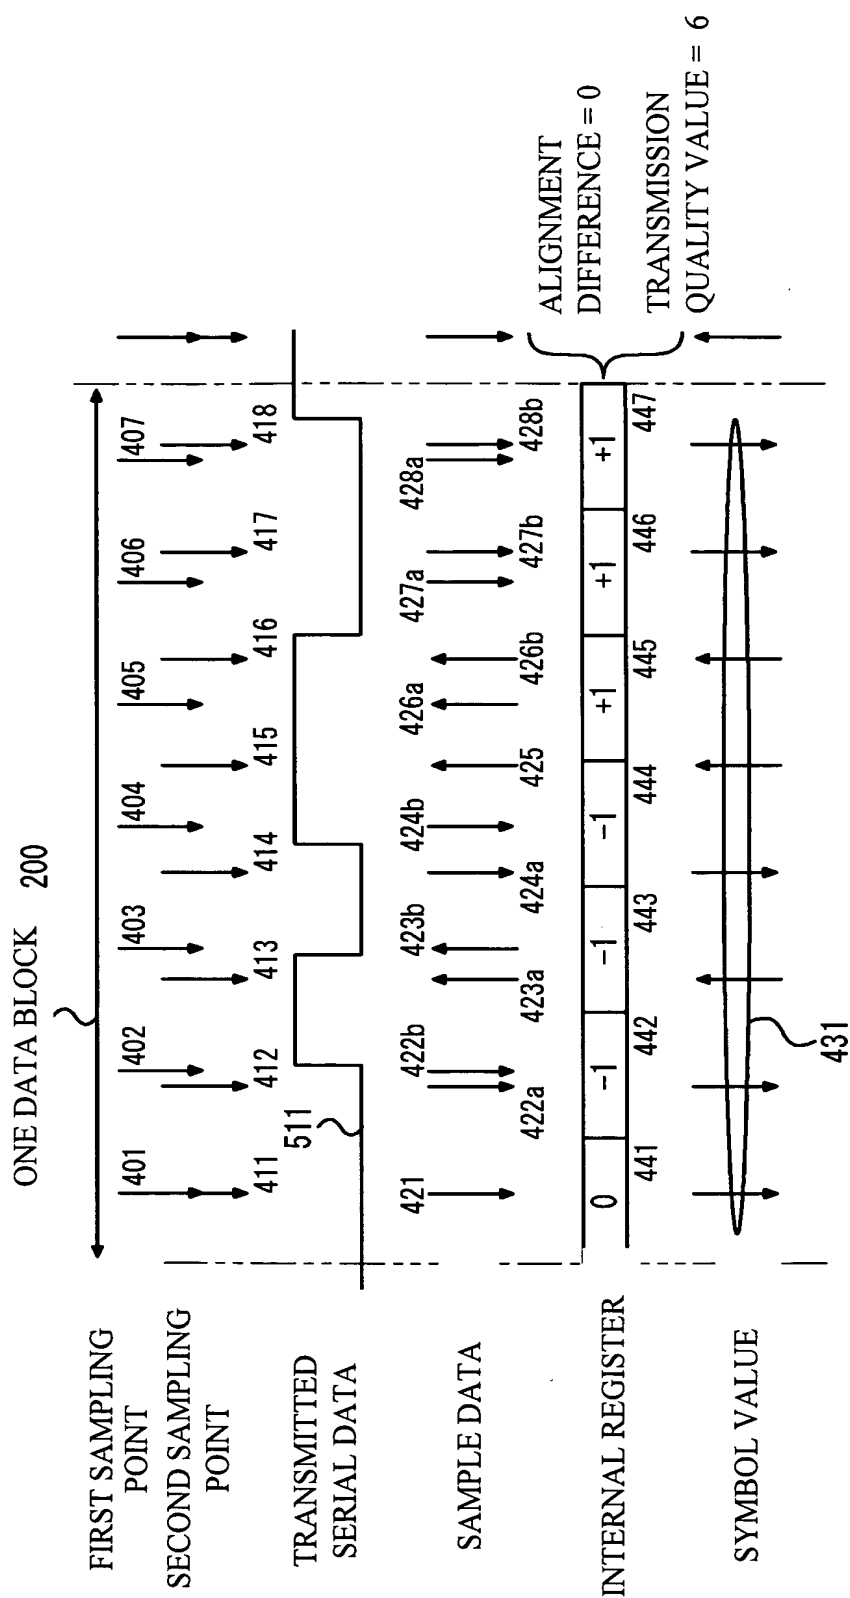 ONE DATA BLOCK 200
FIRST SAMPLING
POINT
401 402 403 404 405 406 407
SECOND SAMPLING
POINT
411 412 413 414 415 416 417 418
TRANSMITTED
SERIAL DATA
511
SAMPLE DATA
421 422b 423b 424b 426a 427a 428a
422a 423a 424a 425 426b 427b 428b
INTERNAL REGISTER
0 −1 −1 −1 +1 +1 +1
441 442 443 444 445 446 447
ALIGNMENT
DIFFERENCE = 0
TRANSMISSION
QUALITY VALUE = 6
SYMBOL VALUE
431